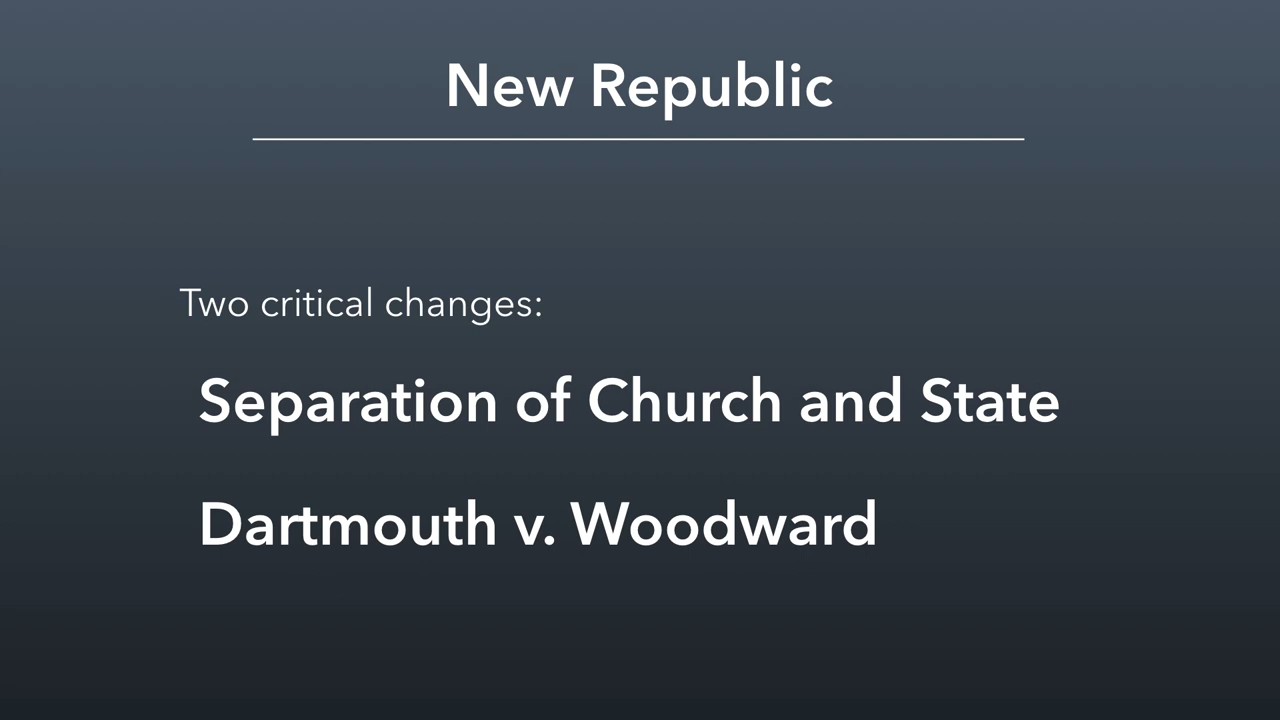 New Republic
Two critical changes:
Separation of Church and State
Dartmouth v. Woodward